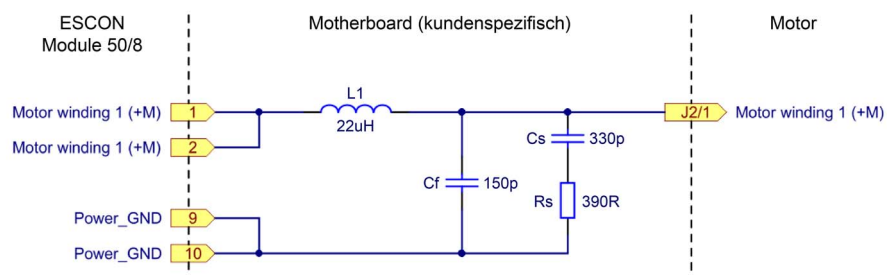 ESCON
Module 50/8
Motherboard (kundenspezifisch)
Motor
L1
22uH
Motor winding 1 (+M)
1
J2/1
Motor winding 1 (+M)
Motor winding 1 (+M)
2
Cs
330p
Cf
150p
Rs
390R
Power_GND
9
Power_GND
10